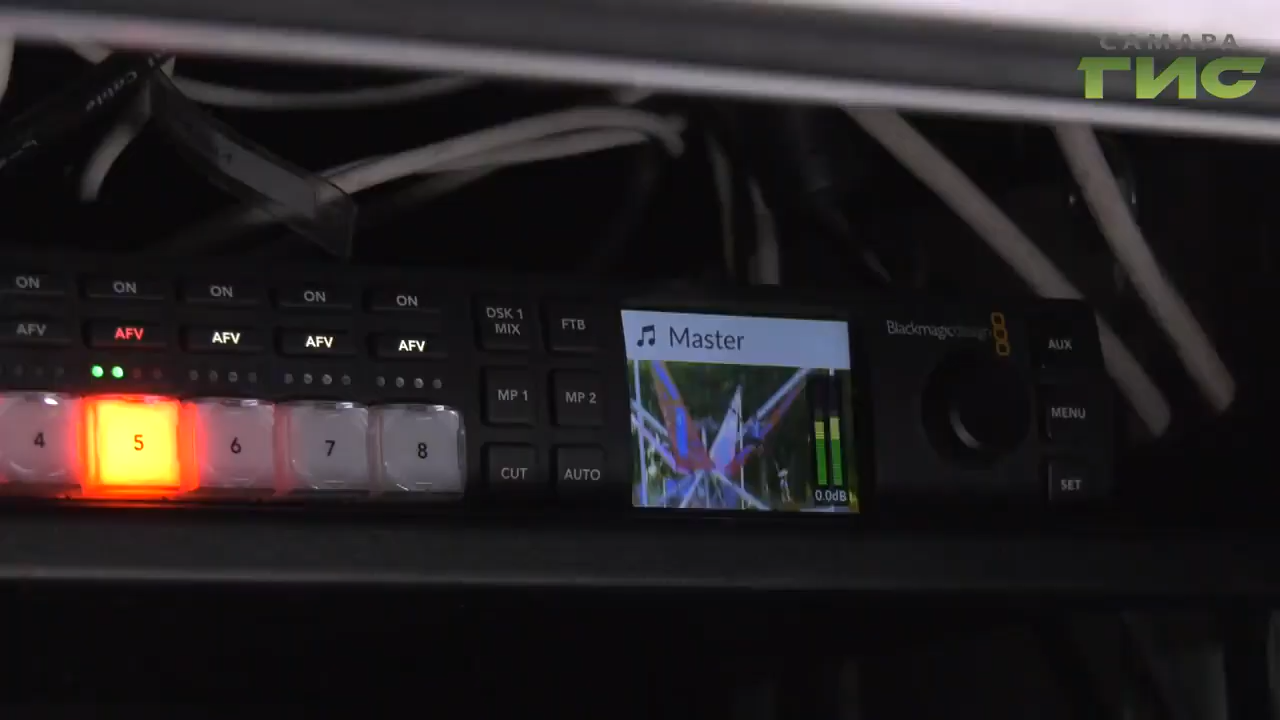 САМАРА
ГИС
Cable
ON ON ON ON ON
AFV AFV AFV AFV AFV
4 5 6 7 8
DSK 1
MIX
FTB
MP 1 MP 2
CUT AUTO
Master
0.0dB
Blackmagicdesign
AUX
MENU
SET